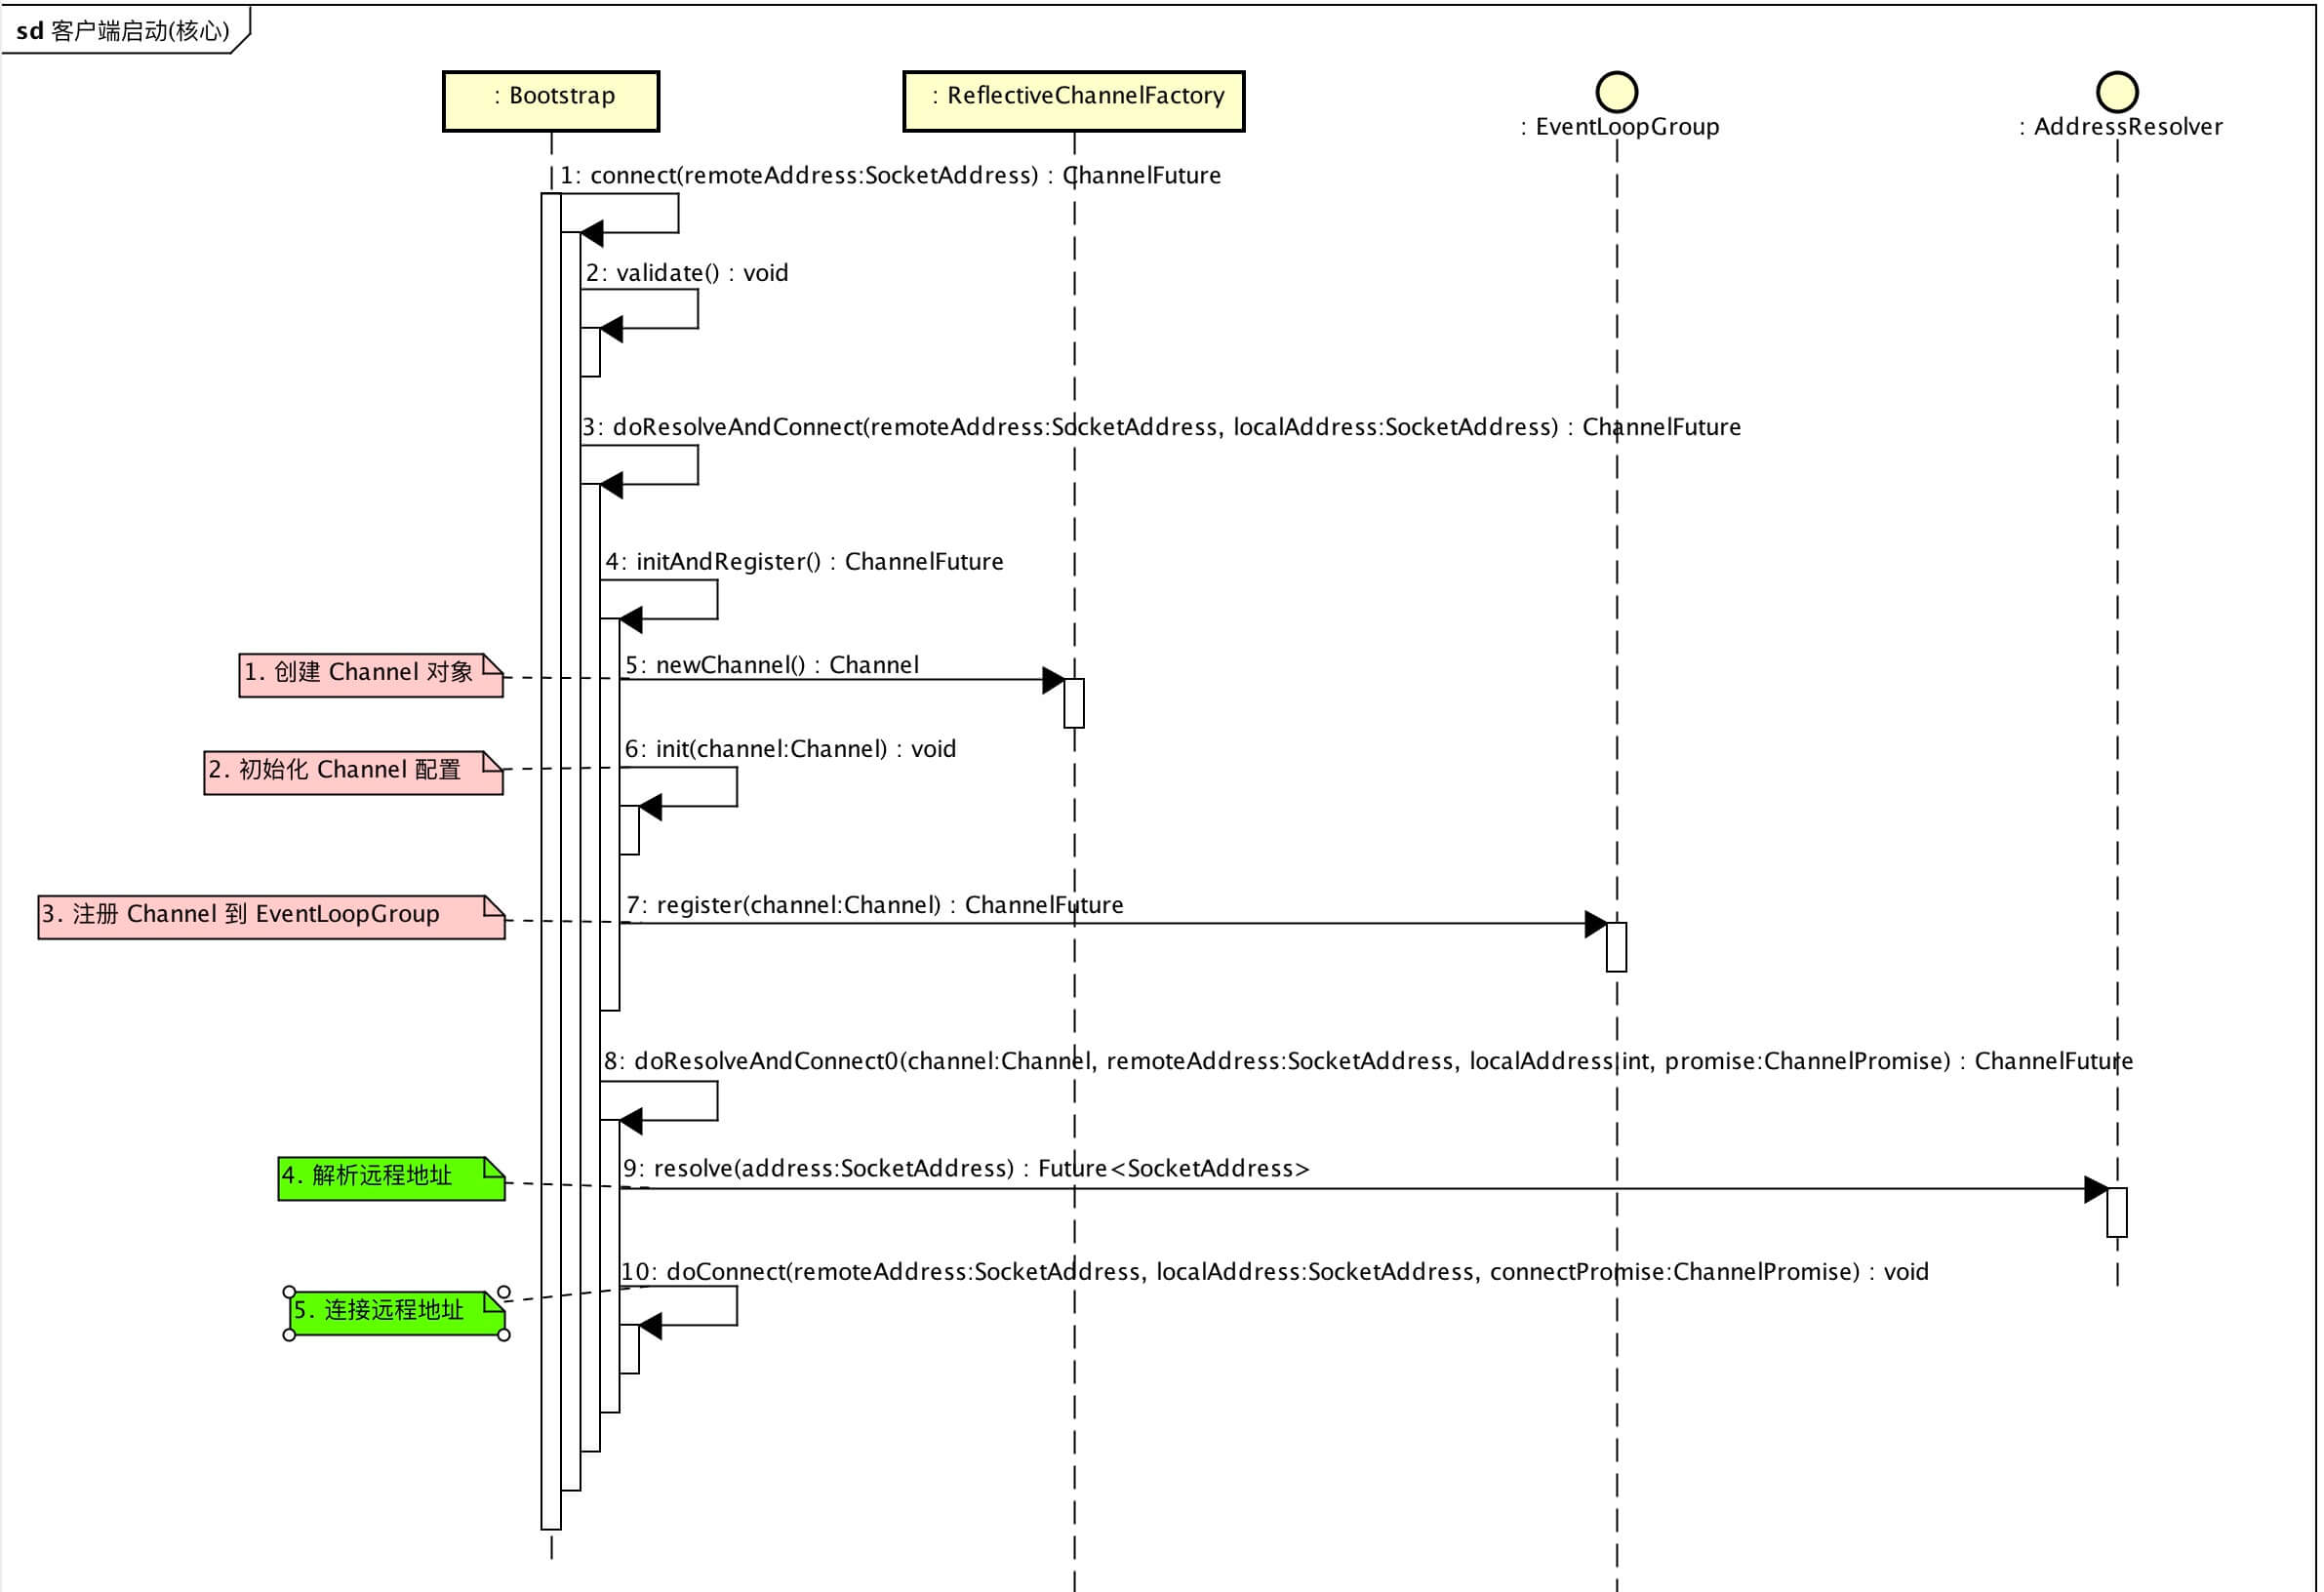 sd 客户端启动(核心)
: Bootstrap
: ReflectiveChannelFactory
: EventLoopGroup
: AddressResolver
1: connect(remoteAddress:SocketAddress) : ChannelFuture
2: validate() : void
3: doResolveAndConnect(remoteAddress:SocketAddress, localAddress:SocketAddress) : ChannelFuture
4: initAndRegister() : ChannelFuture
1. 创建 Channel 对象
5: newChannel() : Channel
2. 初始化 Channel 配置
6: init(channel:Channel) : void
3. 注册 Channel 到 EventLoopGroup
7: register(channel:Channel) : ChannelFuture
8: doResolveAndConnect0(channel:Channel, remoteAddress:SocketAddress, localAddress:int, promise:ChannelPromise) : ChannelFuture
4. 解析远程地址
9: resolve(address:SocketAddress) : Future<SocketAddress>
10: doConnect(remoteAddress:SocketAddress, localAddress:SocketAddress, connectPromise:ChannelPromise) : void
5. 连接远程地址